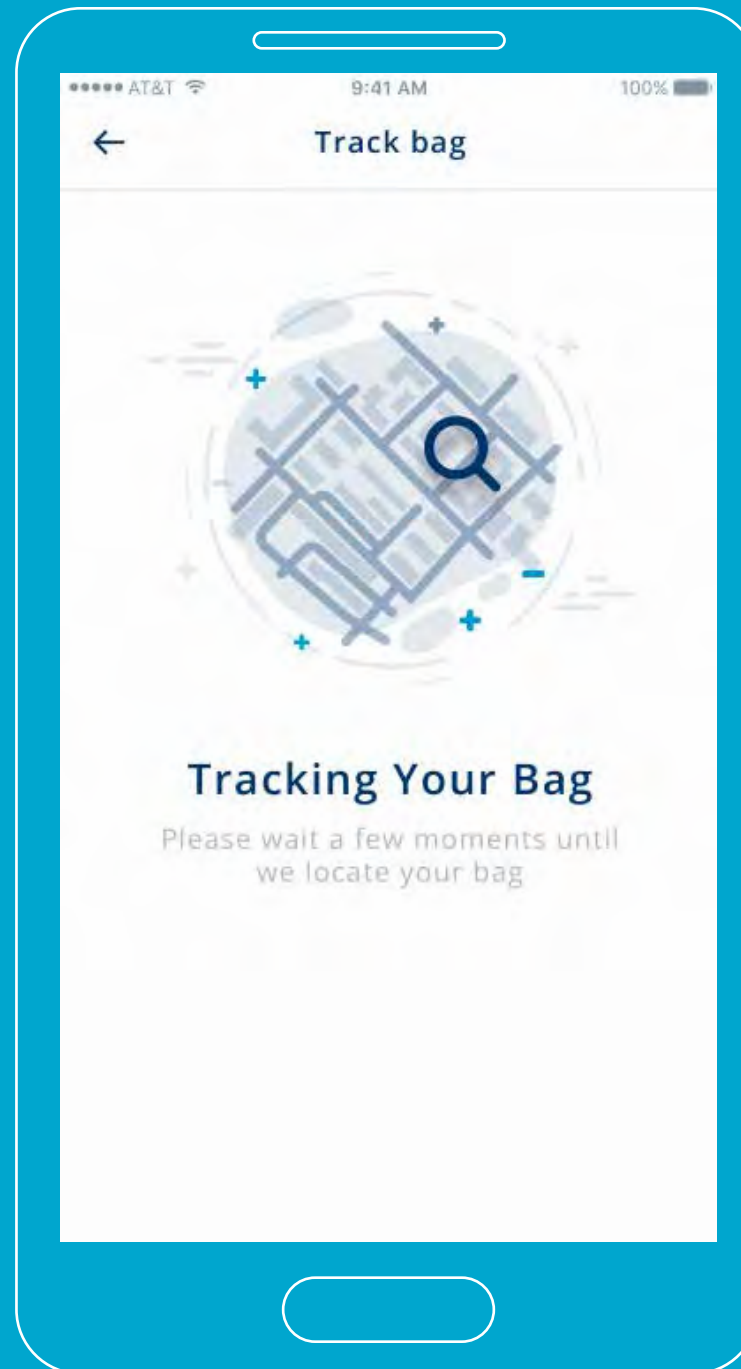 AT&T 9:41 AM 100%
Track bag
Tracking Your Bag
Please wait a few moments until
we locate your bag